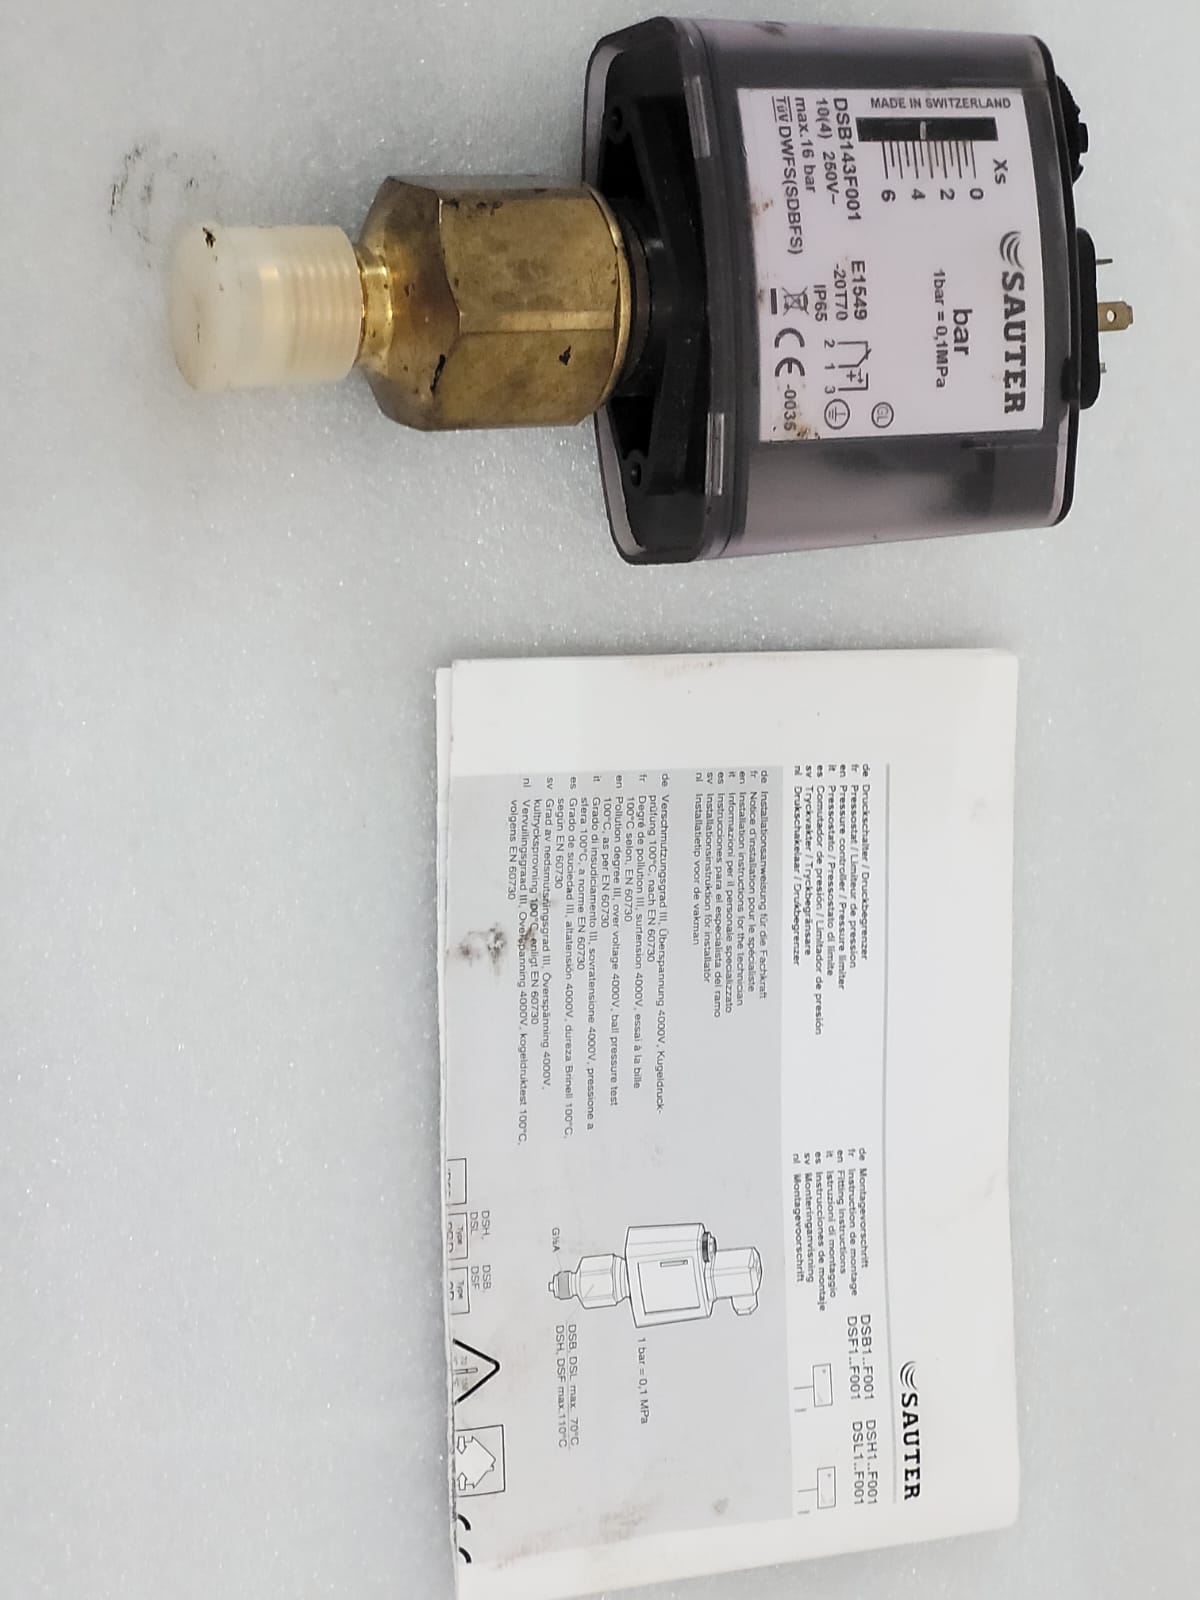 SAUTER
MADE IN SWITZERLAND
Xs
0
2
4
6
bar
1bar = 0,1MPa
GL
DSB143F001
10(4) 250V~
max.16 bar
TüV DWFS(SDBFS)
E1549
-20T70
IP65
2 1 3
CE-0035
SAUTER
de Druckschalter / Druckbegrenzer
fr Pressostat / Limiteur de pression
en Pressure controller / Pressure limiter
it Pressostato / Pressostato di limite
es Comutador de presión / Limitador de presión
sv Tryckvakter / Tryckbegränsare
nl Drukschakelaar / Drukbegrenzer
de Montagevorschrift
fr Instruction de montage
en Fitting instructions
it Istruzioni di montaggio
es Instrucciones de montaje
sv Monteringanvisning
nl Montagevoorschrift
DSB1..F001 DSH1..F001
DSF1..F001 DSL1..F001
de Installationsanweisung für die Fachkraft
fr Notice d'installation pour le spécialiste
en Installation instructions for the technician
it Informazioni per il personale specializzato
es Instrucciones para el especialista del ramo
sv Installationsinstruktion för installatör
nl Installatietip voor de vakman
de Verschmutzungsgrad III, Überspannung 4000V, Kugeldruck-
prüfung 100°C, nach EN 60730
fr Degré de pollution III, surtension 4000V, essai à la bille
100°C selon, EN 60730
en Pollution degree III, over voltage 4000V, ball pressure test
100°C, as per EN 60730
it Grado di insudiciamento III, sovratensione 4000V, pressione a
sfera 100°C, a norme EN 60730
es Grado de suciedad III, altatensión 4000V, dureza Brinell 100°C,
según EN 60730
sv Grad av nedsmutsningsgrad III, Överspänning 4000V,
kultrycksprovning 100°C, enligt EN 60730
nl Vervuilingsgraad III, Overspanning 4000V, kogeldruktest 100°C,
volgens EN 60730
1 bar = 0,1 MPa
G½A
DSB, DSL max. 70°C
DSH, DSF max.110°C
DSH, DSB,
DSL DSF
Type Type